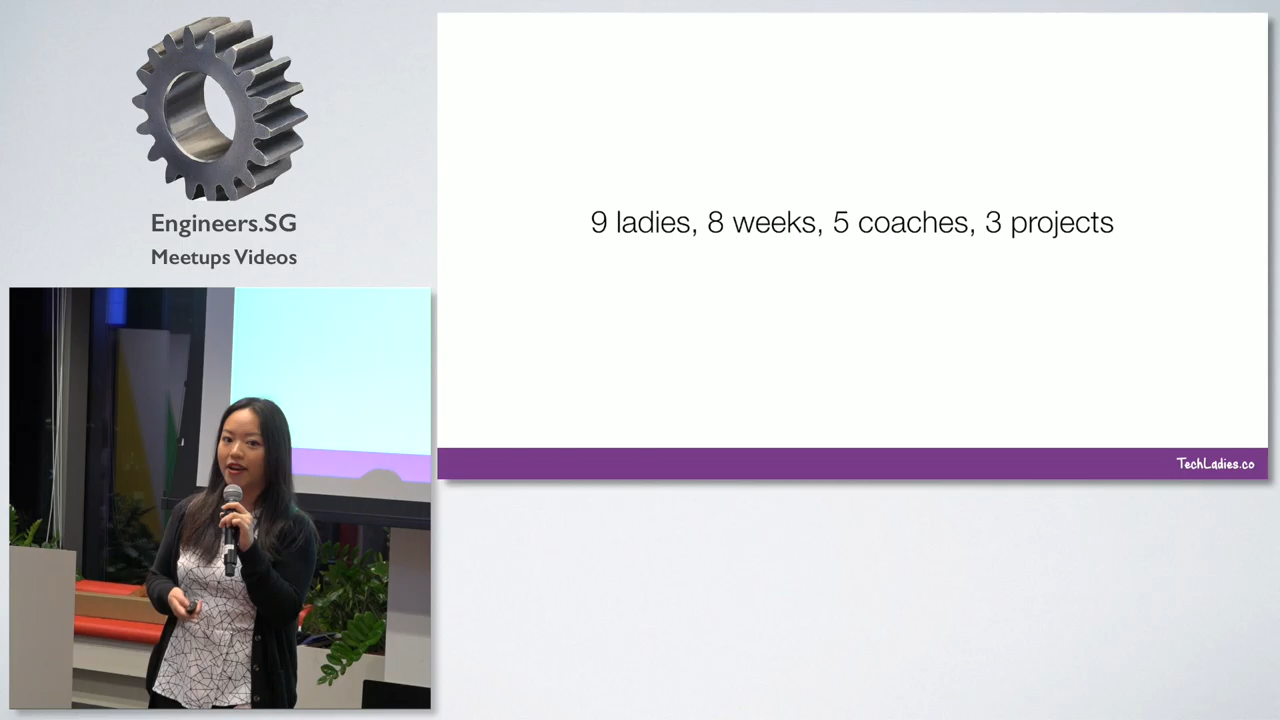 Engineers.SG
Meetups Videos
9 ladies, 8 weeks, 5 coaches, 3 projects
TechLadies.co